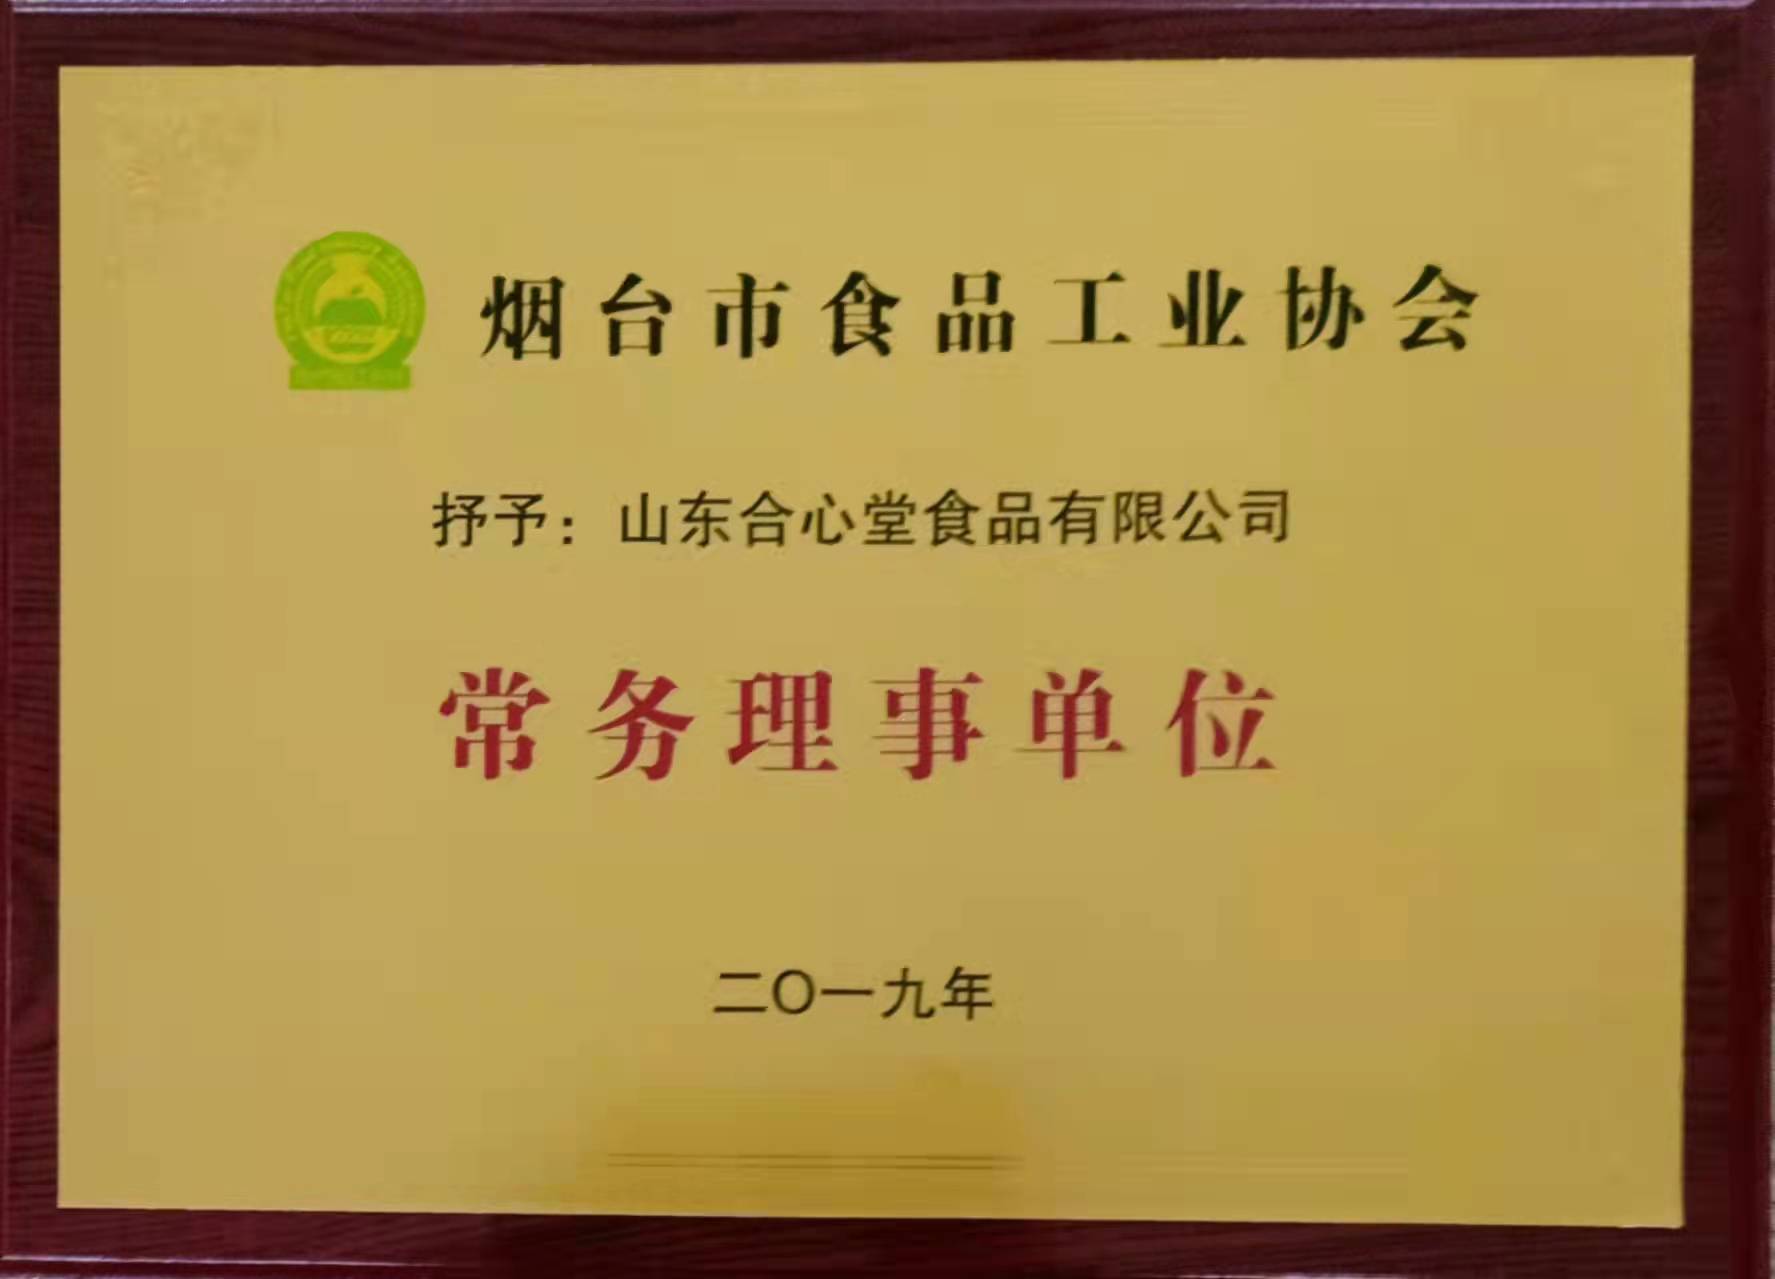 烟台市食品工业协会
抒予：山东合心堂食品有限公司
常务理事单位
二〇一九年